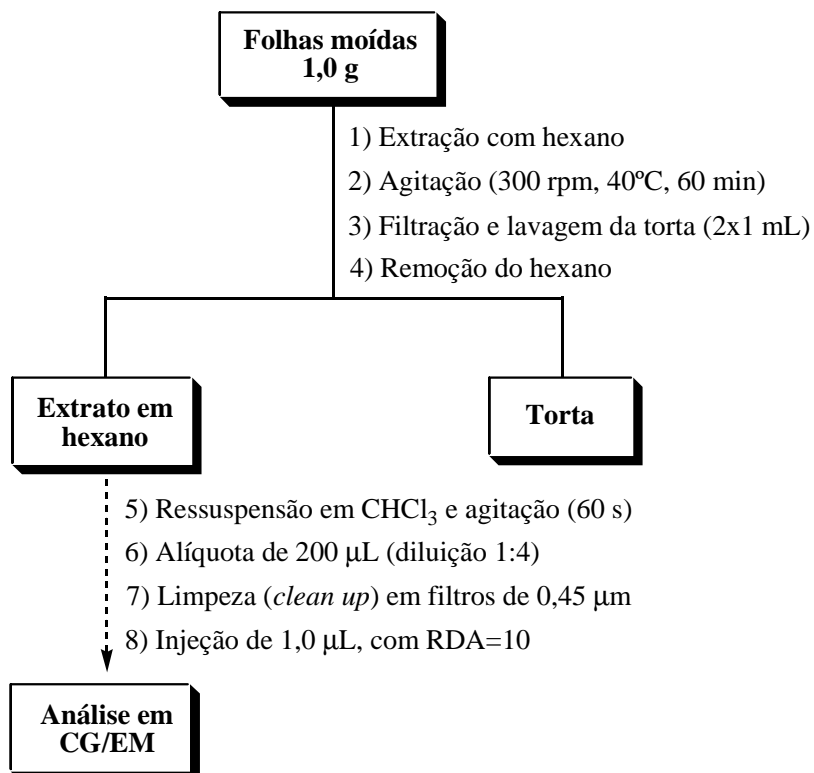 Folhas moídas
1,0 g
1) Extração com hexano
2) Agitação (300 rpm, 40ºC, 60 min)
3) Filtração e lavagem da torta (2x1 mL)
4) Remoção do hexano
Extrato em
hexano
Torta
5) Ressuspensão em CHCl₃ e agitação (60 s)
6) Alíquota de 200 μL (diluição 1:4)
7) Limpeza (clean up) em filtros de 0,45 μm
8) Injeção de 1,0 μL, com RDA=10
Análise em
CG/EM